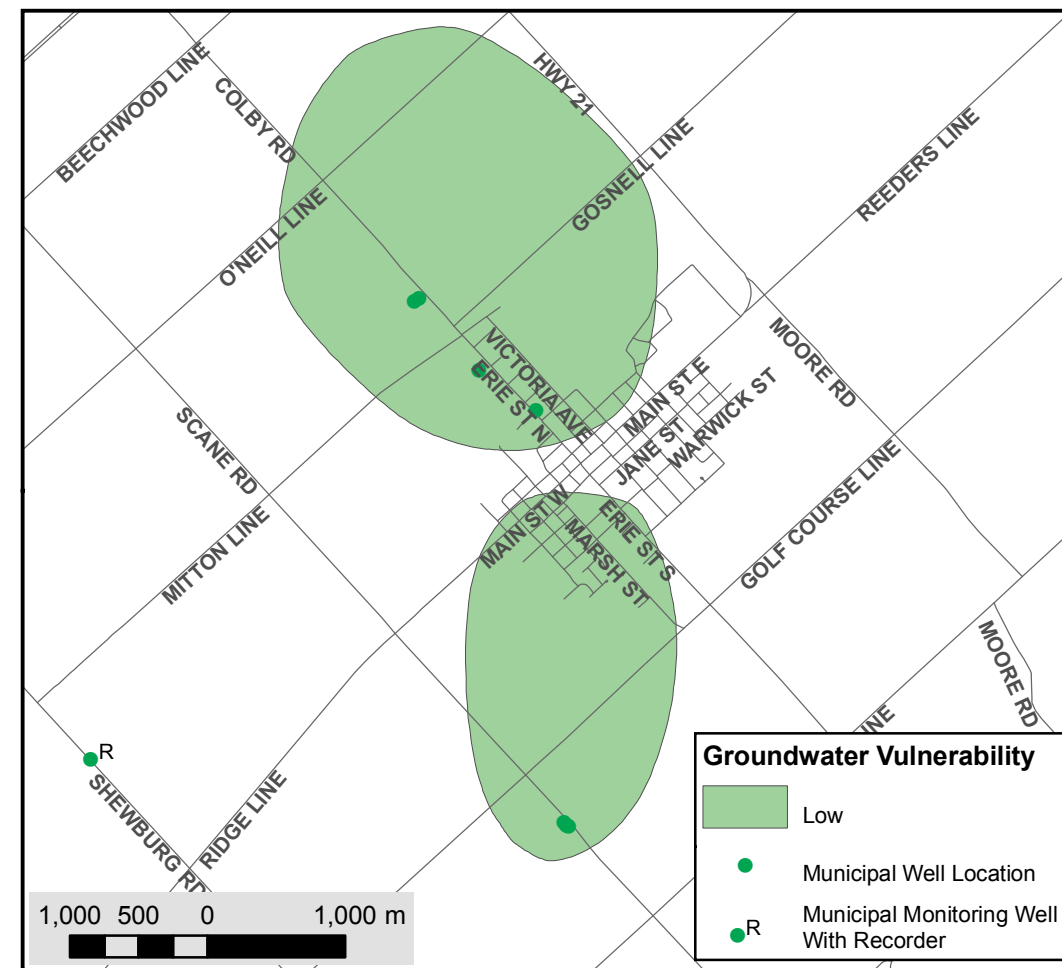 BEECHWOOD LINE
COLBY RD
HWY 21
GOSNELL LINE
REEDERS LINE
O'NEILL LINE
VICTORIA AVE
ERIE ST N
MAIN ST E
JANE ST
WARWICK ST
MOORE RD
SCANE RD
MITTON LINE
MAIN ST W
MARSH ST
ERIE ST S
GOLF COURSE LINE
MOORE RD
INE
R
SHEWBURG RD
RIDGE LINE
Groundwater Vulnerability
Low
Municipal Well Location
R
Municipal Monitoring Well
With Recorder
1,000 500 0 1,000 m